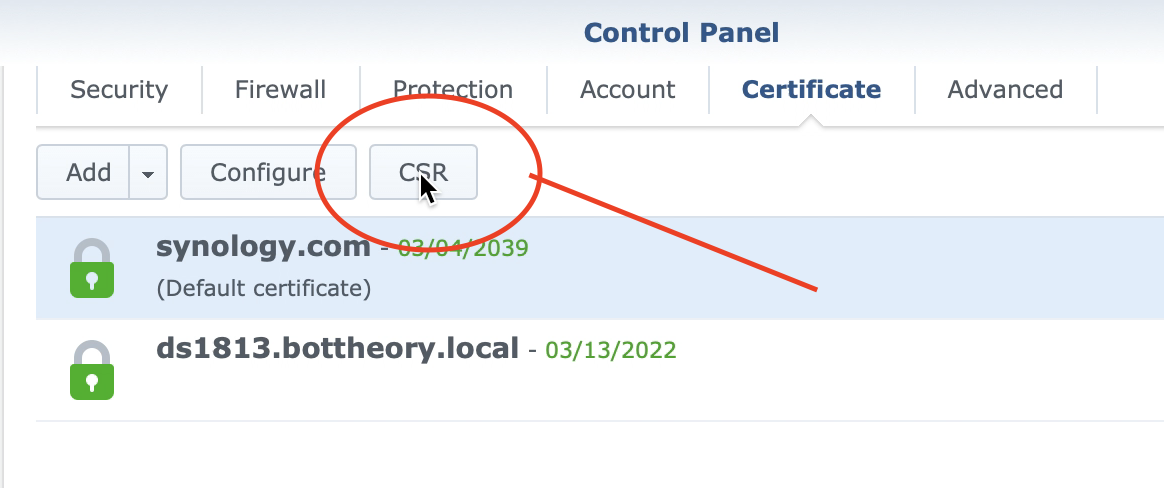 Control Panel
Security Firewall Protection Account Certificate Advanced
Add Configure CSR
synology.com - 03/04/2039
(Default certificate)
ds1813.bottheory.local - 03/13/2022